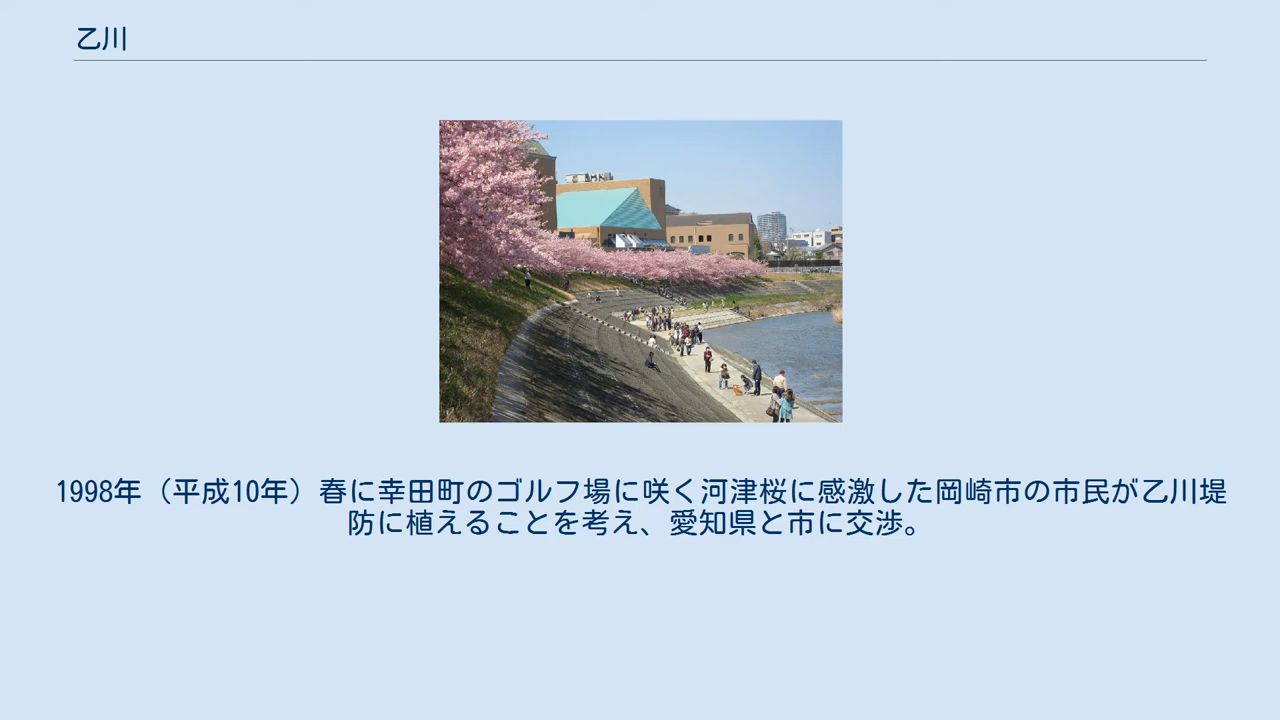 乙川
1998年（平成10年）春に幸田町のゴルフ場に咲く河津桜に感激した岡崎市の市民が乙川堤
防に植えることを考え、愛知県と市に交渉。